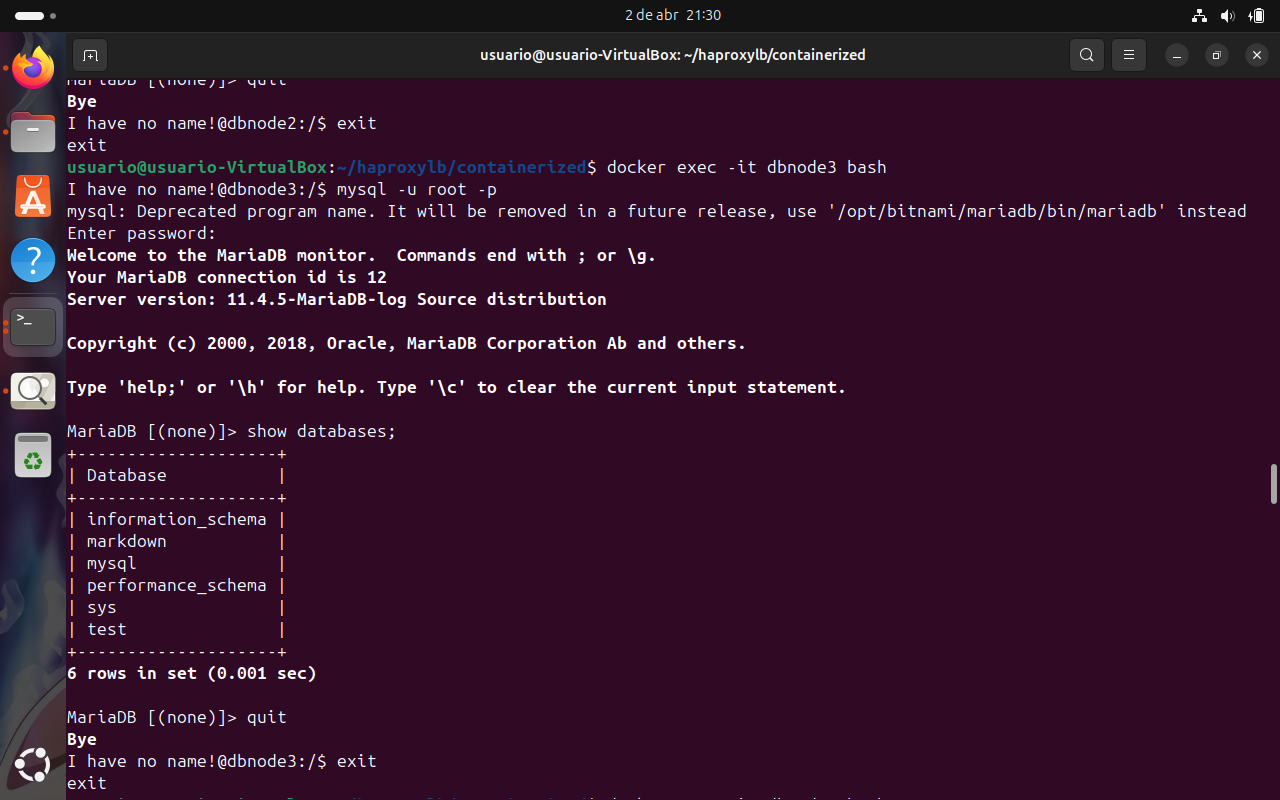 2 de abr 21:30
usuario@usuario-VirtualBox: ~/haproxylb/containerized
MariaDB [(none)]> quit
Bye
I have no name!@dbnode2:/$ exit
exit
usuario@usuario-VirtualBox:~/haproxylb/containerized$ docker exec -it dbnode3 bash
I have no name!@dbnode3:/$ mysql -u root -p
mysql: Deprecated program name. It will be removed in a future release, use '/opt/bitnami/mariadb/bin/mariadb' instead
Enter password:
Welcome to the MariaDB monitor.  Commands end with ; or \g.
Your MariaDB connection id is 12
Server version: 11.4.5-MariaDB-log Source distribution

Copyright (c) 2000, 2018, Oracle, MariaDB Corporation Ab and others.

Type 'help;' or '\h' for help. Type '\c' to clear the current input statement.

MariaDB [(none)]> show databases;
+--------------------+
| Database           |
+--------------------+
| information_schema |
| markdown           |
| mysql              |
| performance_schema |
| sys                |
| test               |
+--------------------+
6 rows in set (0.001 sec)

MariaDB [(none)]> quit
Bye
I have no name!@dbnode3:/$ exit
exit